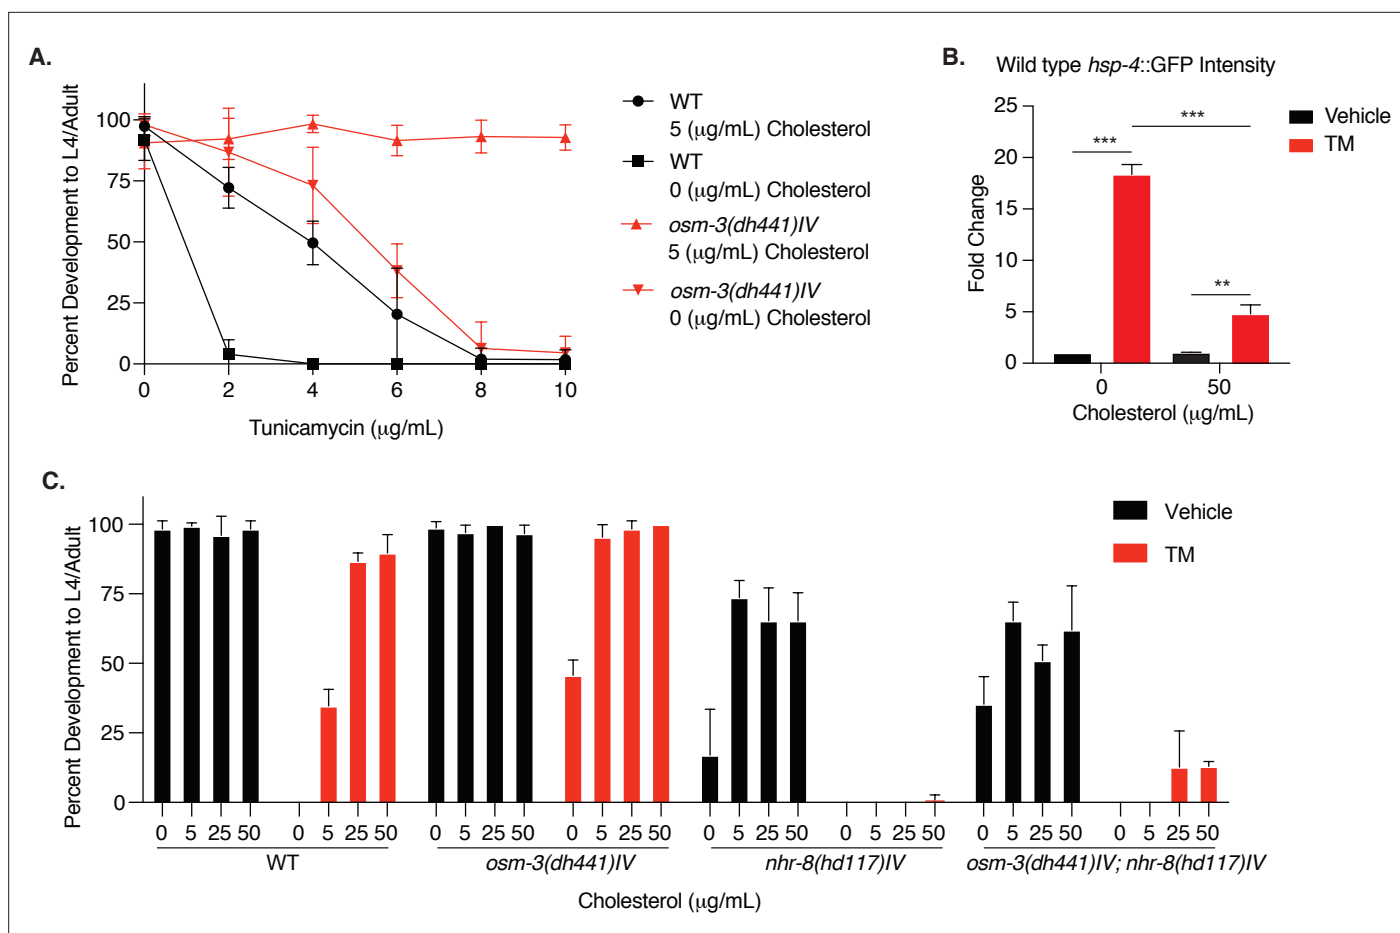 A.
Percent Development to L4/Adult
100
75
50
25
0
0 2 4 6 8 10
Tunicamycin (μg/mL)
WT
5 (μg/mL) Cholesterol
WT
0 (μg/mL) Cholesterol
osm-3(dh441)IV
5 (μg/mL) Cholesterol
osm-3(dh441)IV
0 (μg/mL) Cholesterol
B.
Wild type hsp-4::GFP Intensity
Fold Change
25
20
15
10
5
0
***
***
**
Vehicle
TM
0 50
Cholesterol (μg/mL)
C.
Percent Development to L4/Adult
100
75
50
25
0
Vehicle
TM
0 5 25 50 0 5 25 50 0 5 25 50 0 5 25 50 0 5 25 50 0 5 25 50 0 5 25 50 0 5 25 50
WT osm-3(dh441)IV nhr-8(hd117)IV osm-3(dh441)IV; nhr-8(hd117)IV
Cholesterol (μg/mL)